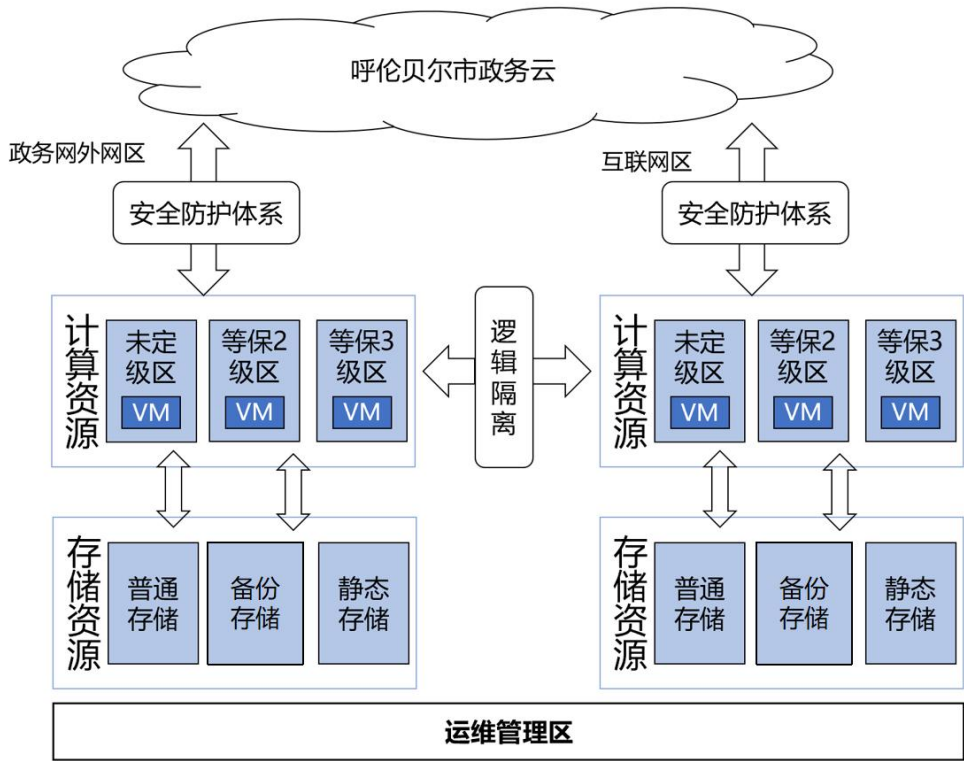 呼伦贝尔市政务云
政务网外网区
互联网区
安全防护体系
安全防护体系
计算资源
未定
级区
VM
等保2
级区
VM
等保3
级区
VM
逻辑隔离
计算资源
未定
级区
VM
等保2
级区
VM
等保3
级区
VM
存储资源
普通
存储
备份
存储
静态
存储
存储资源
普通
存储
备份
存储
静态
存储
运维管理区